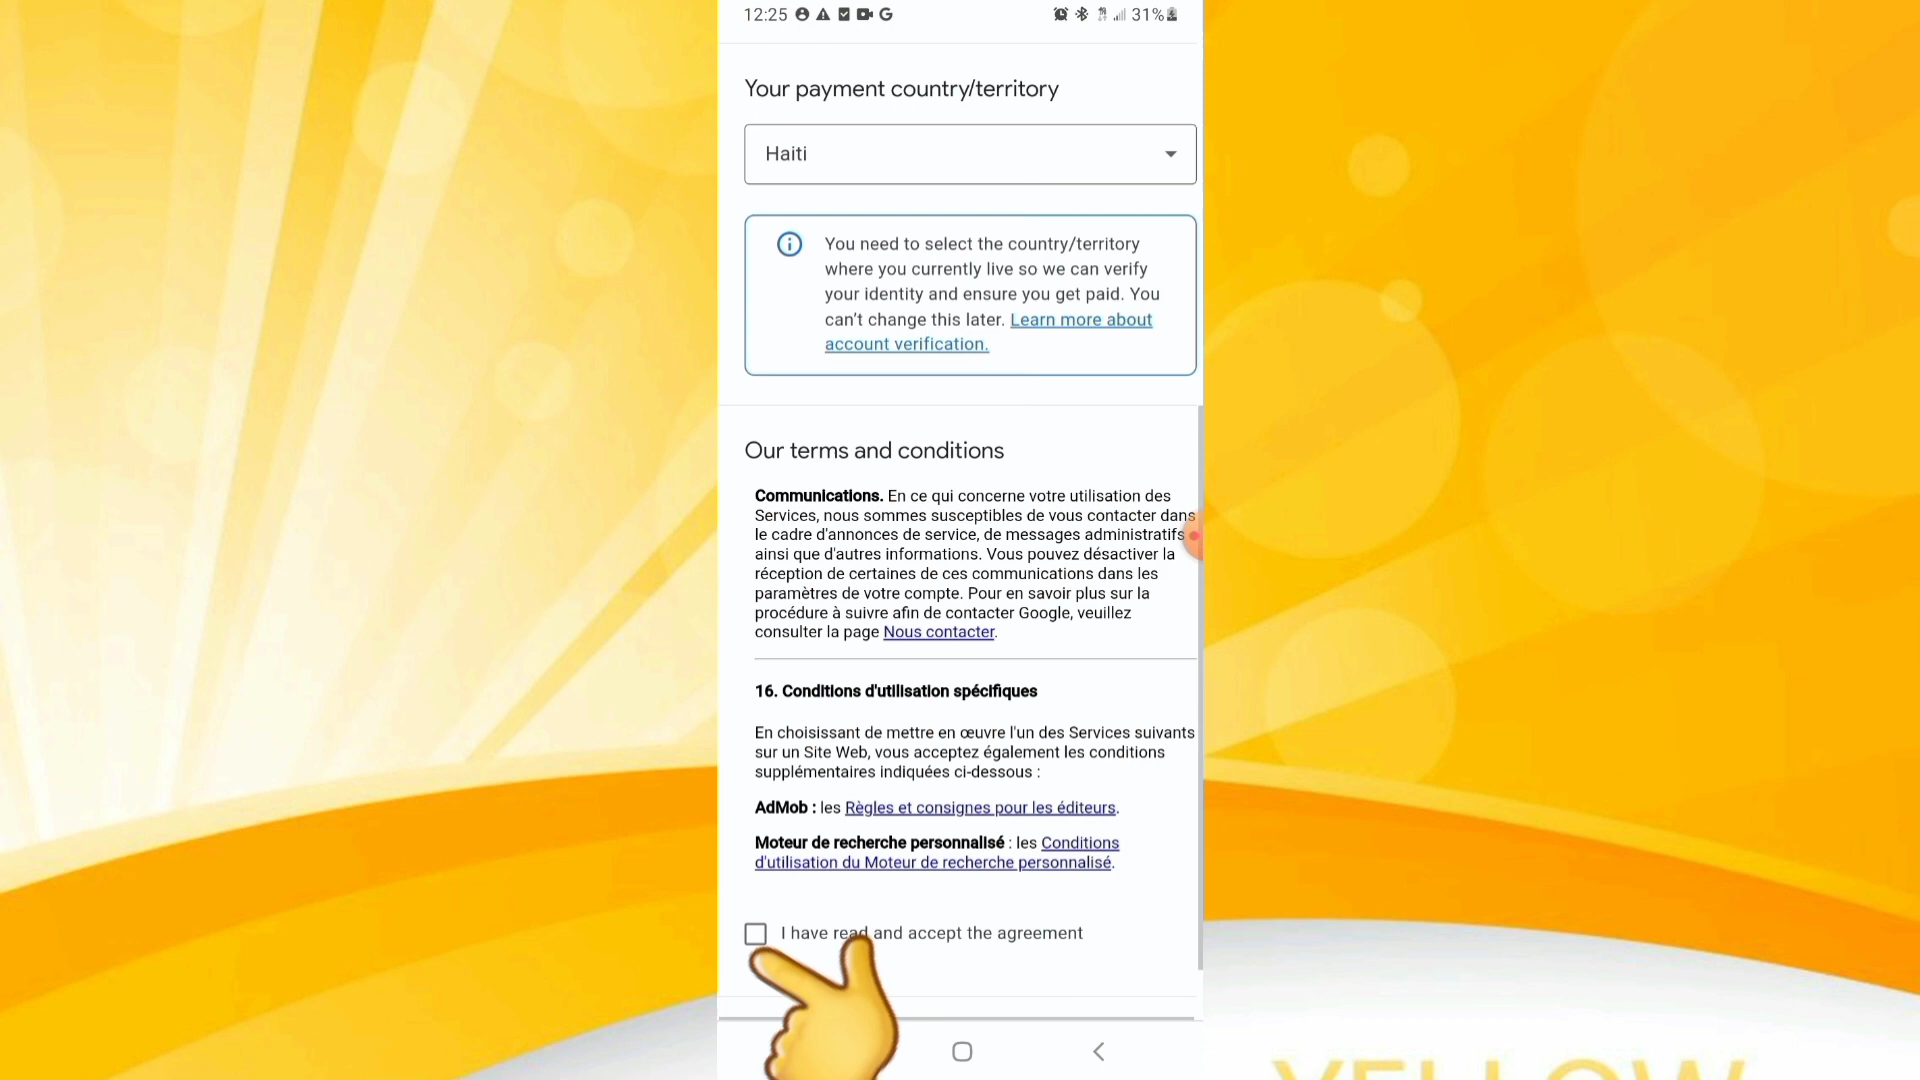 12:25
31%
Your payment country/territory
Haiti
You need to select the country/territory
where you currently live so we can verify
your identity and ensure you get paid. You
can't change this later. Learn more about
account verification.
Our terms and conditions
Communications. En ce qui concerne votre utilisation des
Services, nous sommes susceptibles de vous contacter dans
le cadre d'annonces de service, de messages administratifs
ainsi que d'autres informations. Vous pouvez désactiver la
réception de certaines de ces communications dans les
paramètres de votre compte. Pour en savoir plus sur la
procédure à suivre afin de contacter Google, veuillez
consulter la page Nous contacter.
16. Conditions d'utilisation spécifiques
En choisissant de mettre en œuvre l'un des Services suivants
sur un Site Web, vous acceptez également les conditions
supplémentaires indiquées ci-dessous :
AdMob : les Règles et consignes pour les éditeurs.
Moteur de recherche personnalisé : les Conditions
d'utilisation du Moteur de recherche personnalisé.
I have read and accept the agreement
YELLOW